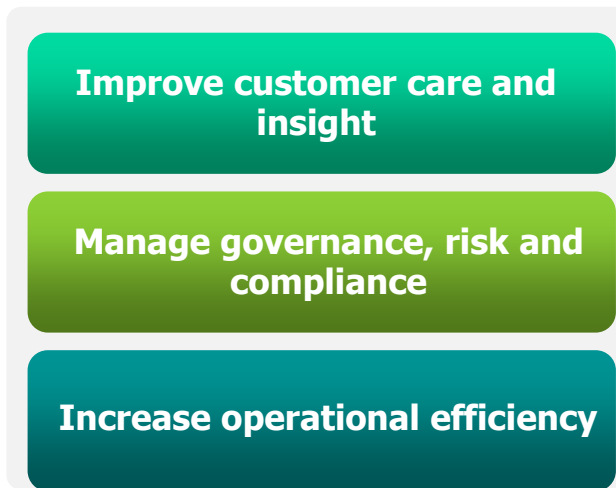 Improve customer care and
insight
Manage governance, risk and
compliance
Increase operational efficiency